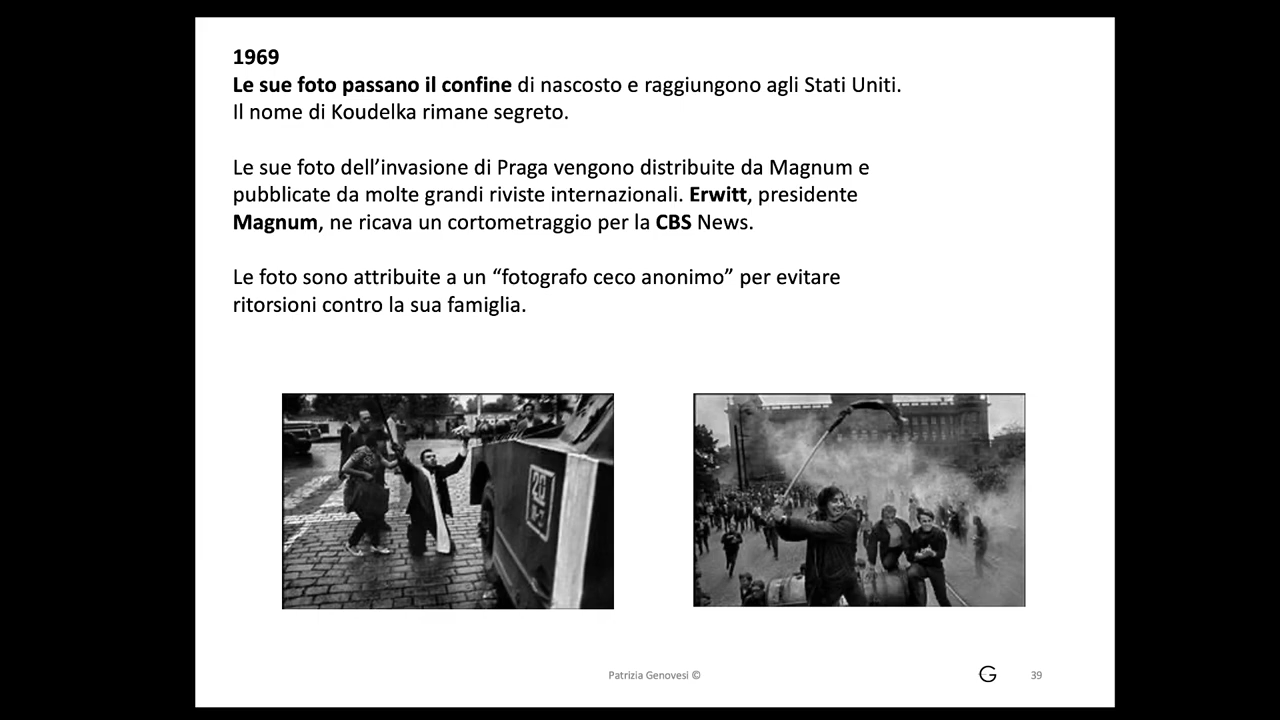 1969
Le sue foto passano il confine di nascosto e raggiungono agli Stati Uniti.
Il nome di Koudelka rimane segreto.
Le sue foto dell’invasione di Praga vengono distribuite da Magnum e
pubblicate da molte grandi riviste internazionali. Erwitt, presidente
Magnum, ne ricava un cortometraggio per la CBS News.
Le foto sono attribuite a un “fotografo ceco anonimo” per evitare
ritorsioni contro la sua famiglia.
Patrizia Genovesi ©
G
39